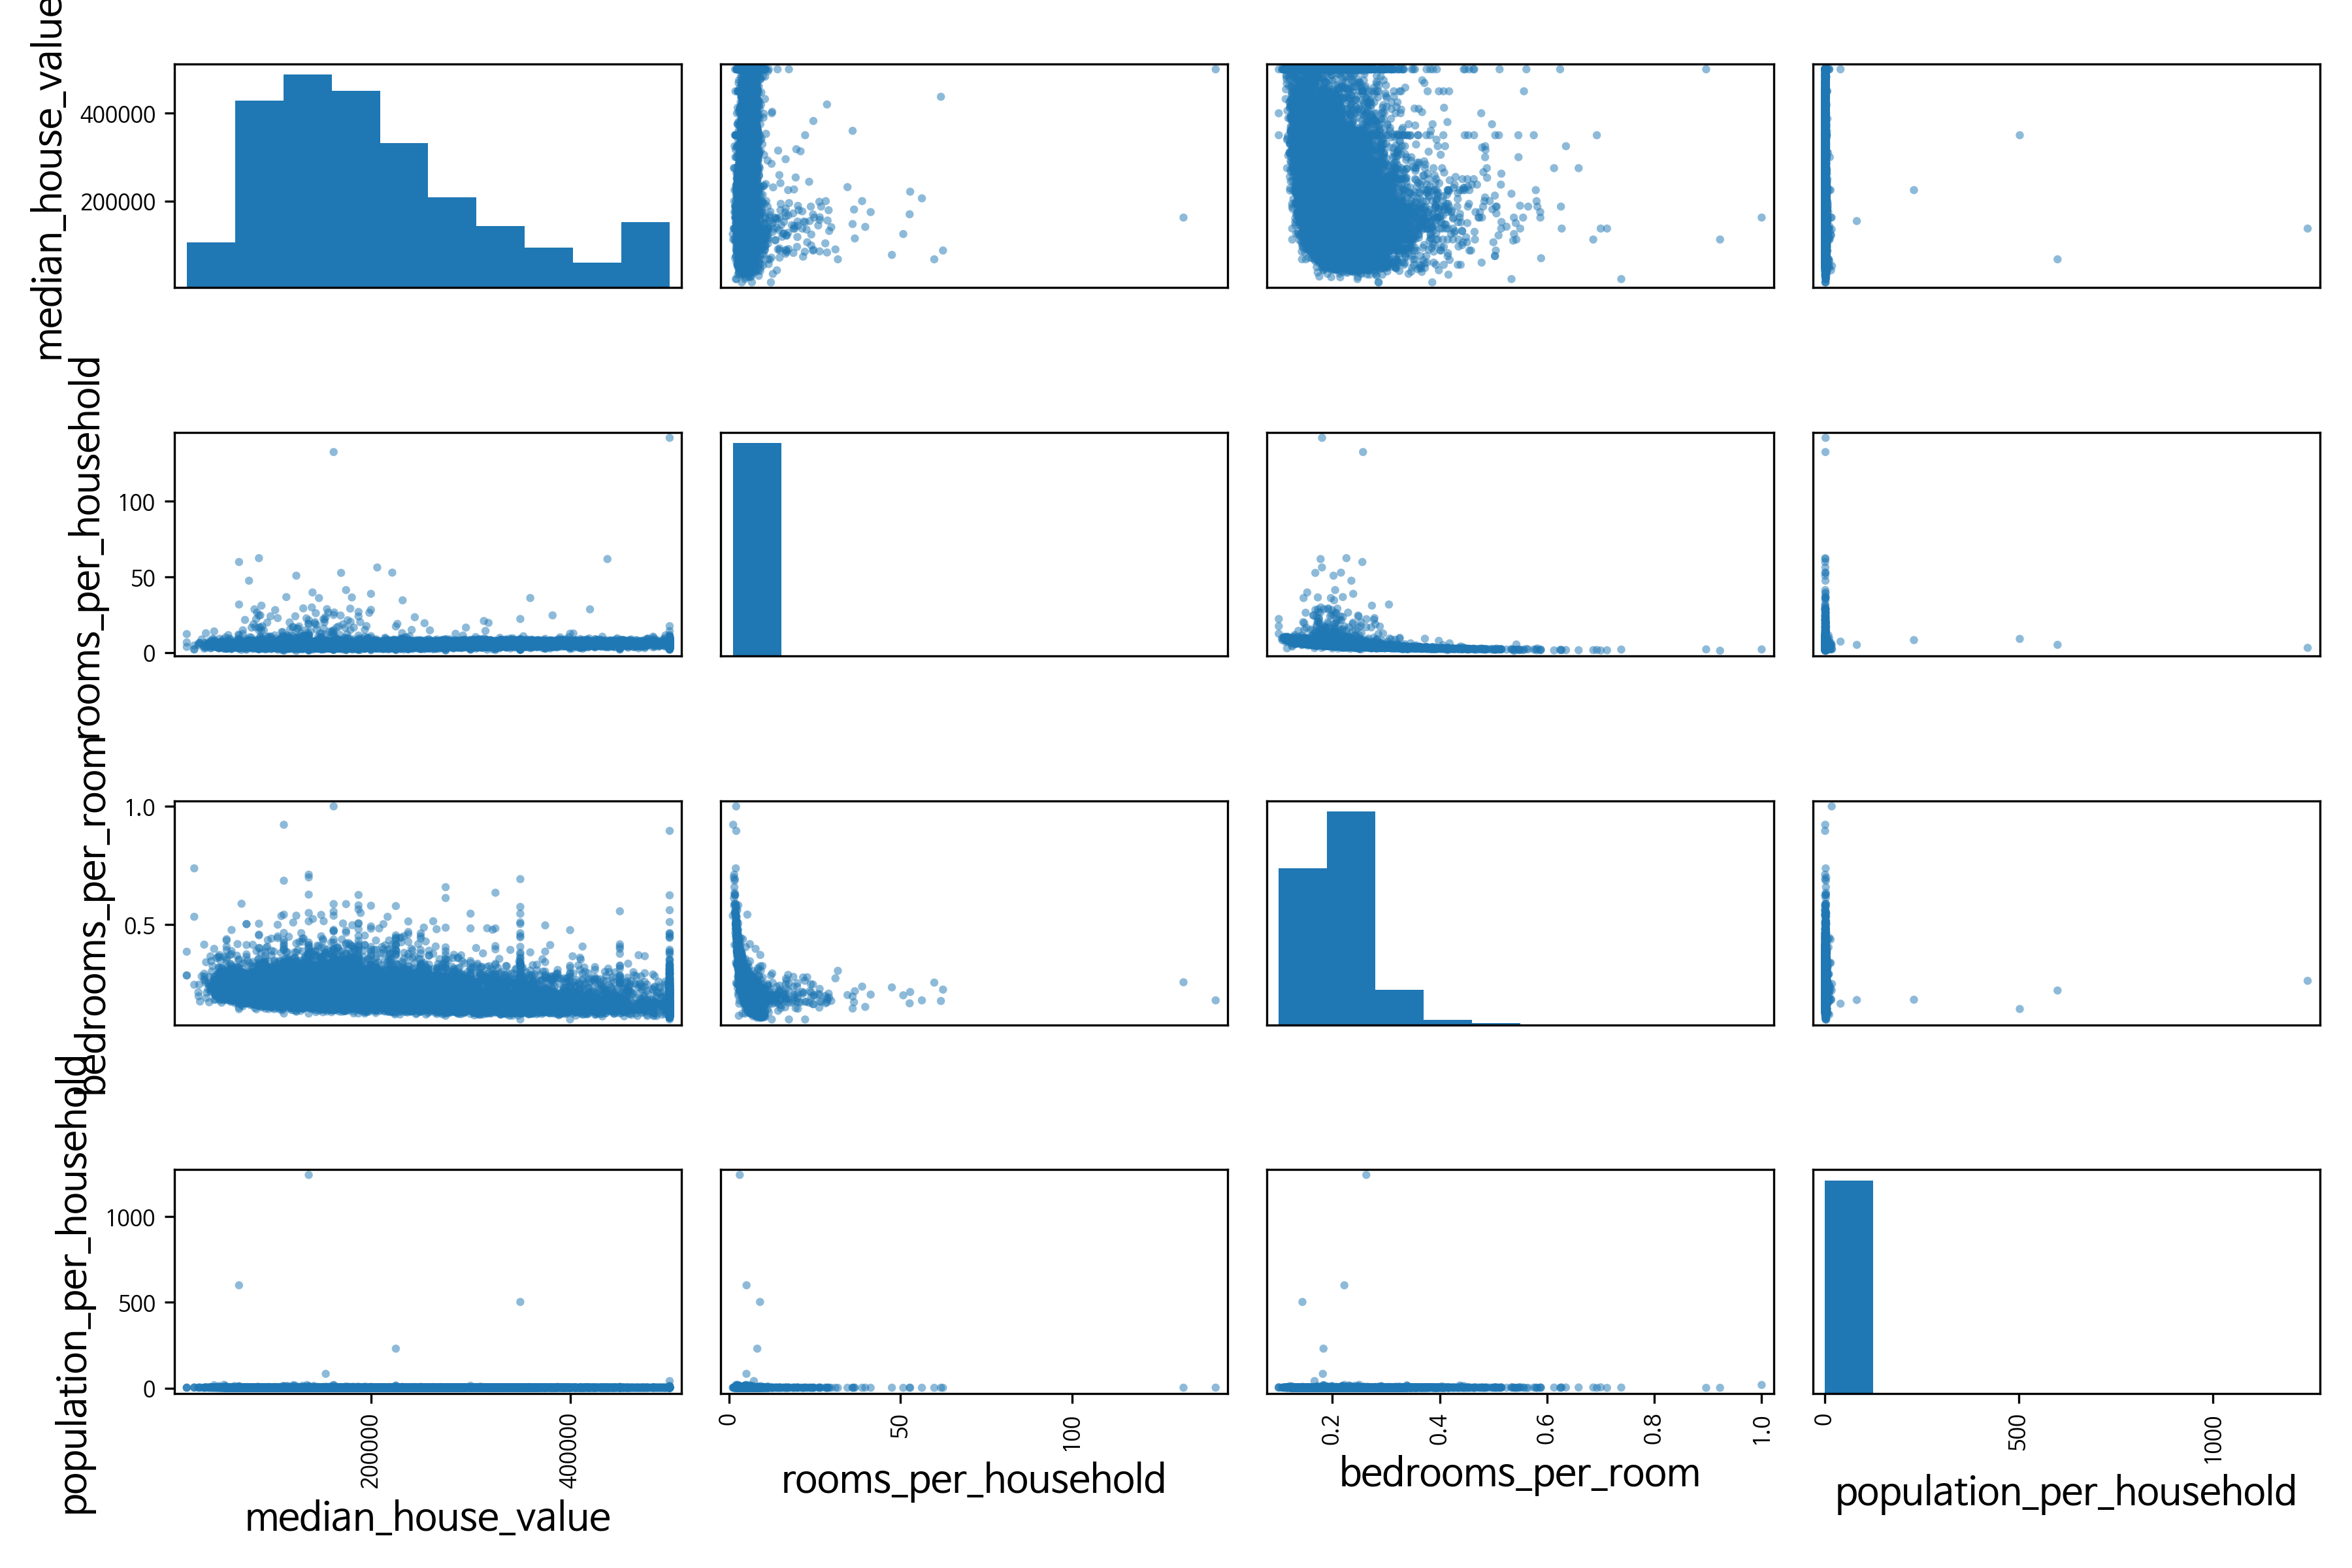 median_house_value
400000
200000
rooms_per_household
100
50
0
bedrooms_per_room
1.0
0.5
population_per_household
1000
500
0
200000
400000
median_house_value
0
50
100
rooms_per_household
0.2
0.4
0.6
0.8
1.0
bedrooms_per_room
0
500
1000
population_per_household